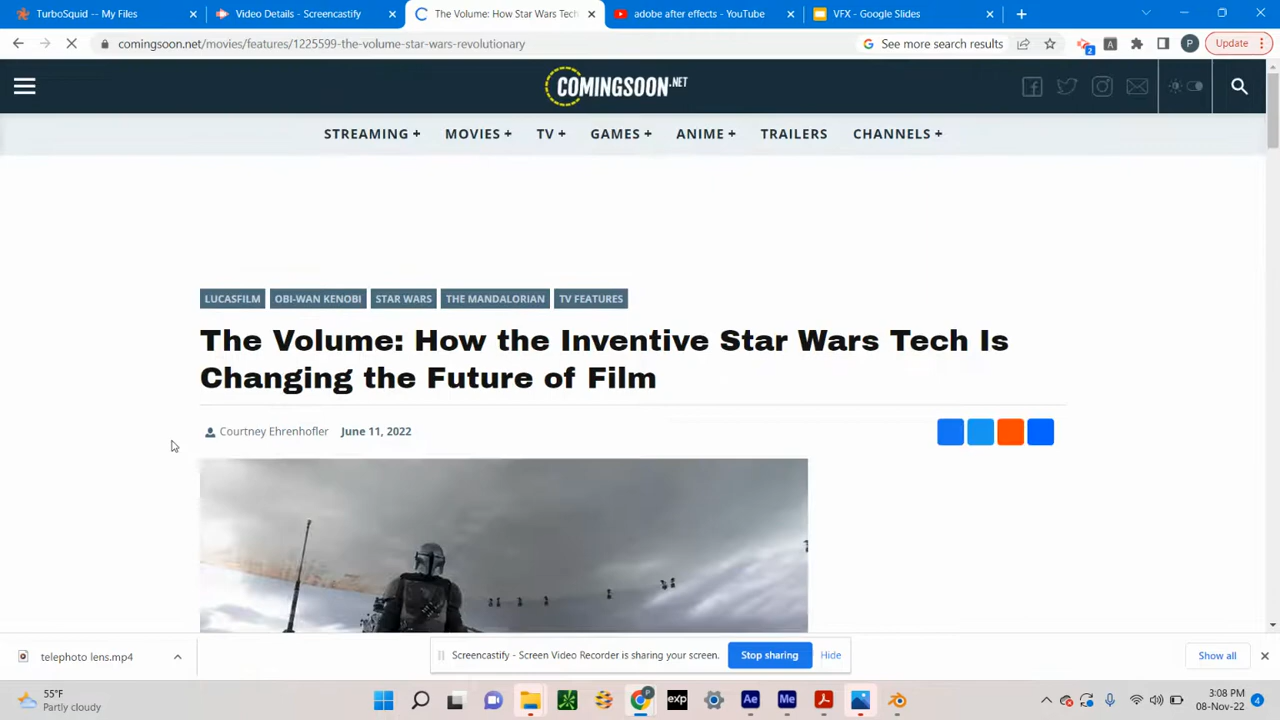 TurboSquid -- My Files
Video Details - Screencastify
The Volume: How Star Wars Tech
adobe after effects - YouTube
VFX - Google Slides
comingsoon.net/movies/features/1225599-the-volume-star-wars-revolutionary
See more search results
A
2
P
Update
COMINGSOON.NET
STREAMING +
MOVIES +
TV +
GAMES +
ANIME +
TRAILERS
CHANNELS +
LUCASFILM
OBI-WAN KENOBI
STAR WARS
THE MANDALORIAN
TV FEATURES
The Volume: How the Inventive Star Wars Tech Is
Changing the Future of Film
Courtney Ehrenhofler
June 11, 2022
telephoto lens.mp4
Screencastify - Screen Video Recorder is sharing your screen.
Stop sharing
Hide
Show all
55°F
Partly cloudy
P
exp
Ae
Me
3:08 PM
08-Nov-22
4